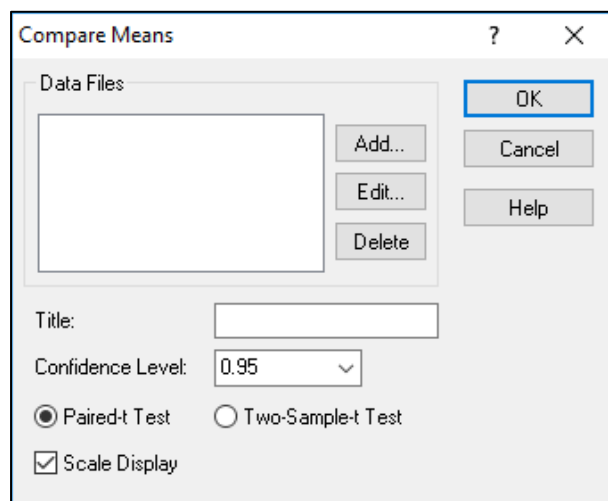 Compare Means ?
Data Files
OK
Add...
Cancel
Edit...
Help
Delete
Title:
Confidence Level: 0.95
Paired-t Test Two-Sample-t Test
Scale Display